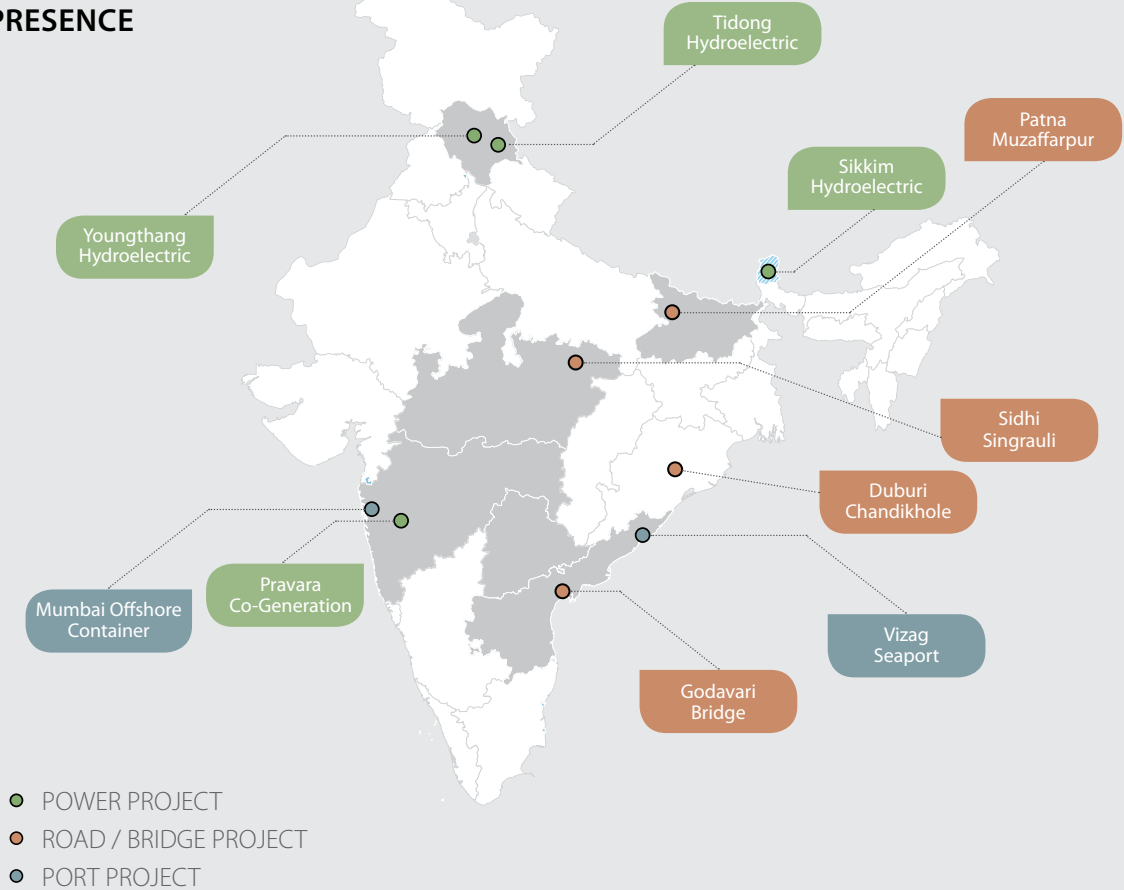 PRESENCE
Tidong
Hydroelectric
Patna
Muzaffarpur
Sikkim
Hydroelectric
Youngthang
Hydroelectric
Sidhi
Singrauli
Duburi
Chandikhole
Pravara
Co-Generation
Mumbai Offshore
Container
Vizag
Seaport
Godavari
Bridge
POWER PROJECT
ROAD / BRIDGE PROJECT
PORT PROJECT